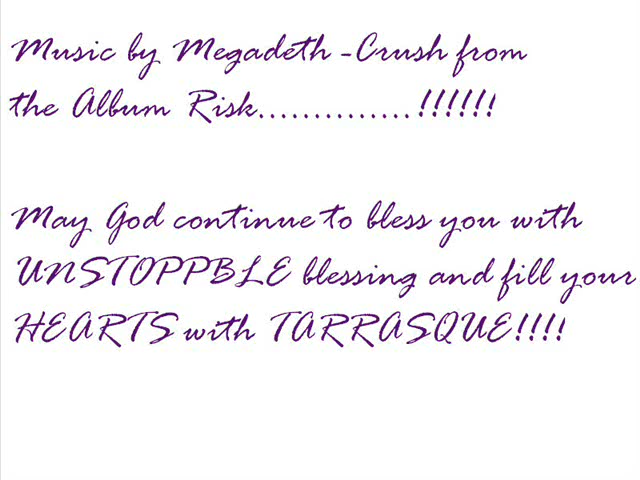 Music by Megadeth -Crush from
the Album Risk..............!!!!!!
May God continue to bless you with
UNSTOPPBLE blessing and fill your
HEARTS with TARRASQUE!!!!